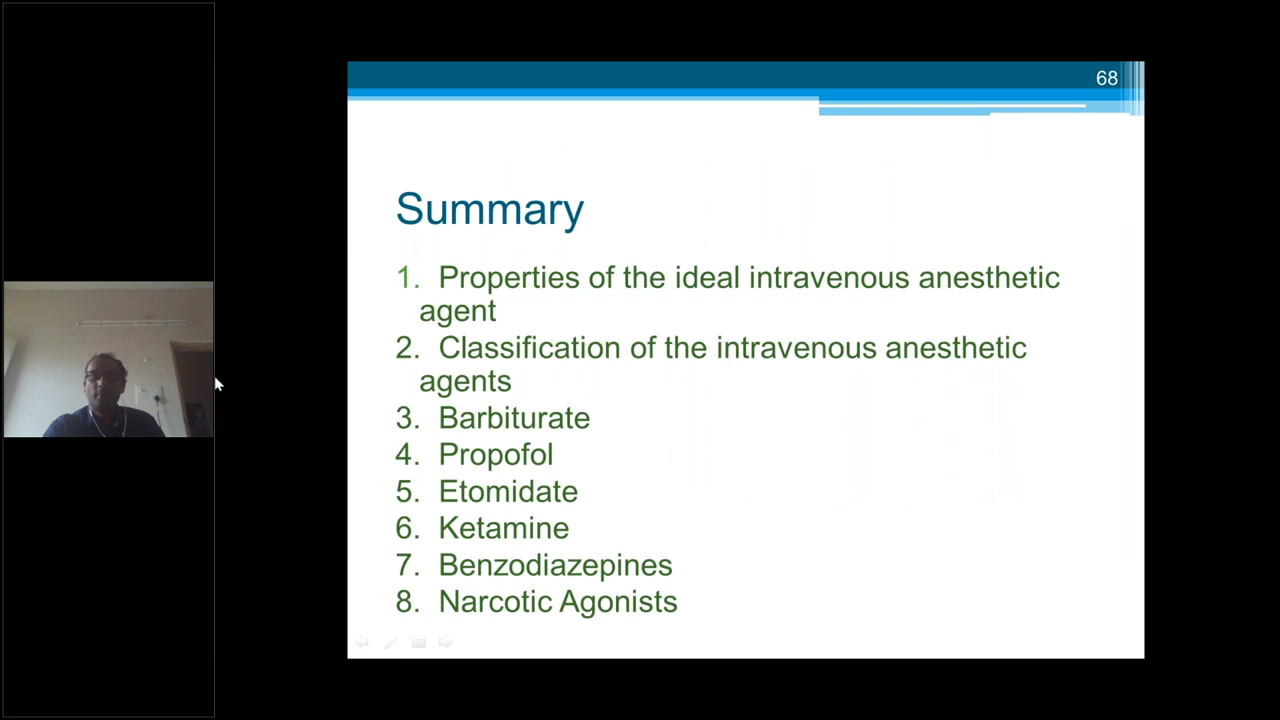 68
Summary
1. Properties of the ideal intravenous anesthetic
agent
2. Classification of the intravenous anesthetic
agents
3. Barbiturate
4. Propofol
5. Etomidate
6. Ketamine
7. Benzodiazepines
8. Narcotic Agonists